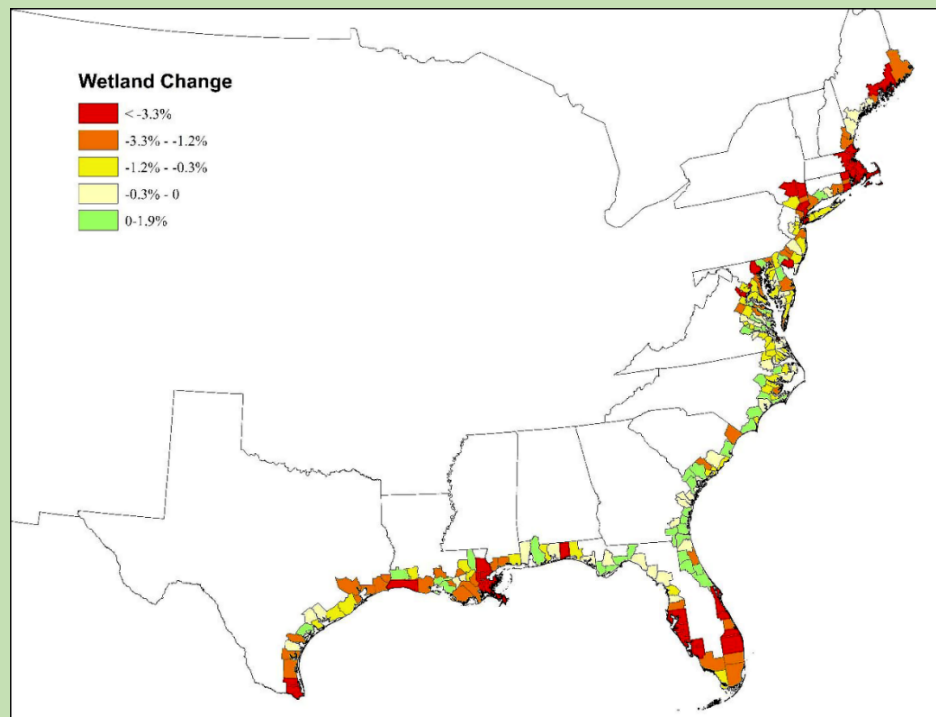 Wetland Change
< -3.3%
-3.3% - -1.2%
-1.2% - -0.3%
-0.3% - 0
0-1.9%